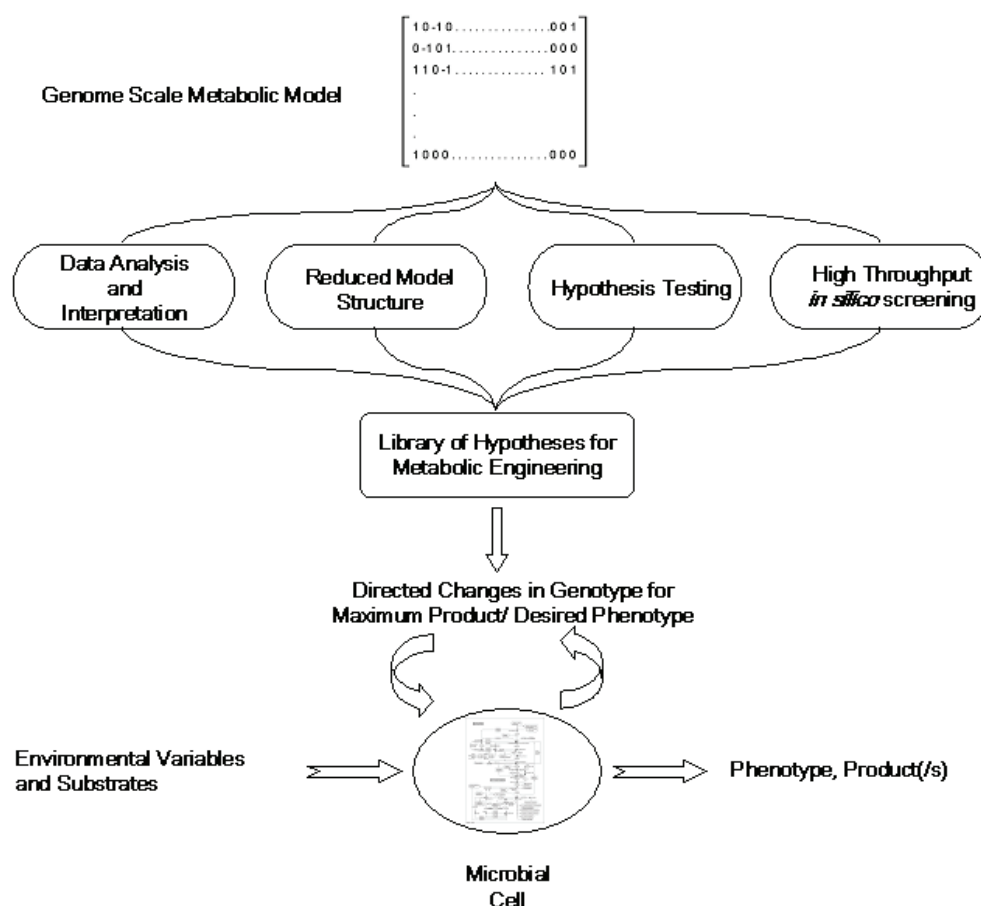 10-10...............001
0-101...............000
110-1............... 101
.
.
.
1000...............000
Genome Scale Metabolic Model
Data Analysis
and
Interpretation
Reduced Model
Structure
Hypothesis Testing
High Throughput
in silico screening
Library of Hypotheses for
Metabolic Engineering
Directed Changes in Genotype for
Maximum Product/ Desired Phenotype
Environmental Variables
and Substrates
Phenotype, Product(/s)
Microbial
Cell